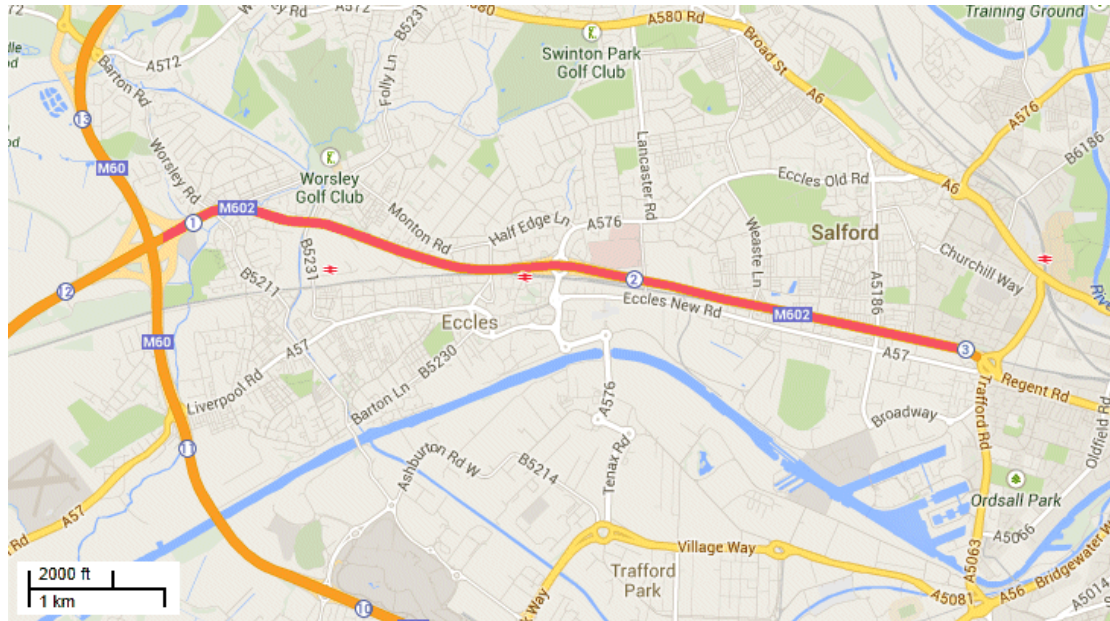 572
A572
A572
B5231
A580
A580 Rd
Training Ground
Swinton Park
Golf Club
Broad St
Folly Ln
Barton Rd
13
A6
A576
B6186
M60
Worsley Rd
Worsley
Golf Club
Lancaster Rd
Eccles Old Rd
A6
1
M602
Monton Rd
Half Edge Ln
A576
Weaste Ln
Salford
Churchill Way
B5231
B5211
12
2
A5186
Riv
M60
Eccles
Eccles New Rd
M602
A57
3
A57
B5230
Liverpool Rd
Barton Ln
A576
Regent Rd
Trafford Rd
Broadway
Oldfield Rd
11
Ashburton Rd W
B5214
Tenax Rd
Ordsall Park
A57
Rd
A5066
Village Way
A5063
Trafford
Park
Way
A5081
A56
Bridgewater W
A5014
10
2000 ft
1 km